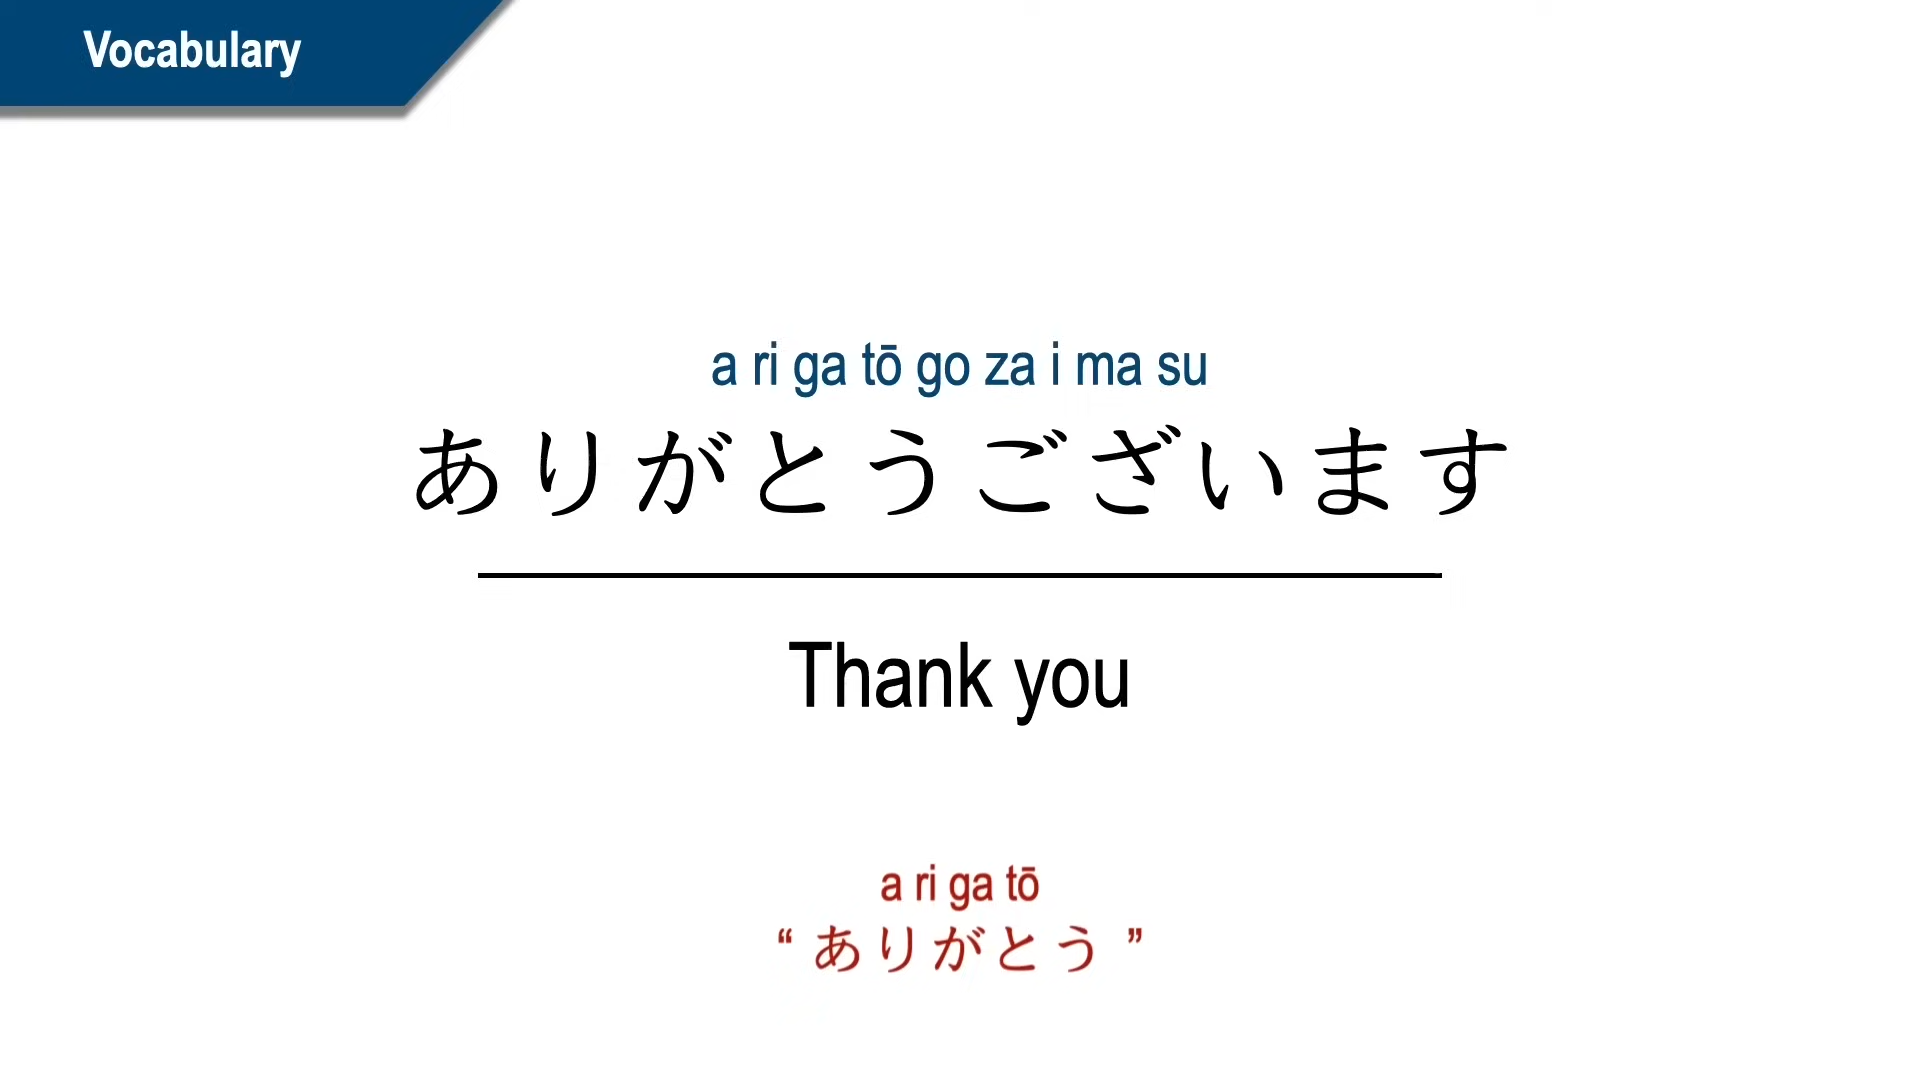 Vocabulary
a ri ga tō go za i ma su
ありがとうございます
Thank you
a ri ga tō
“ ありがとう ”